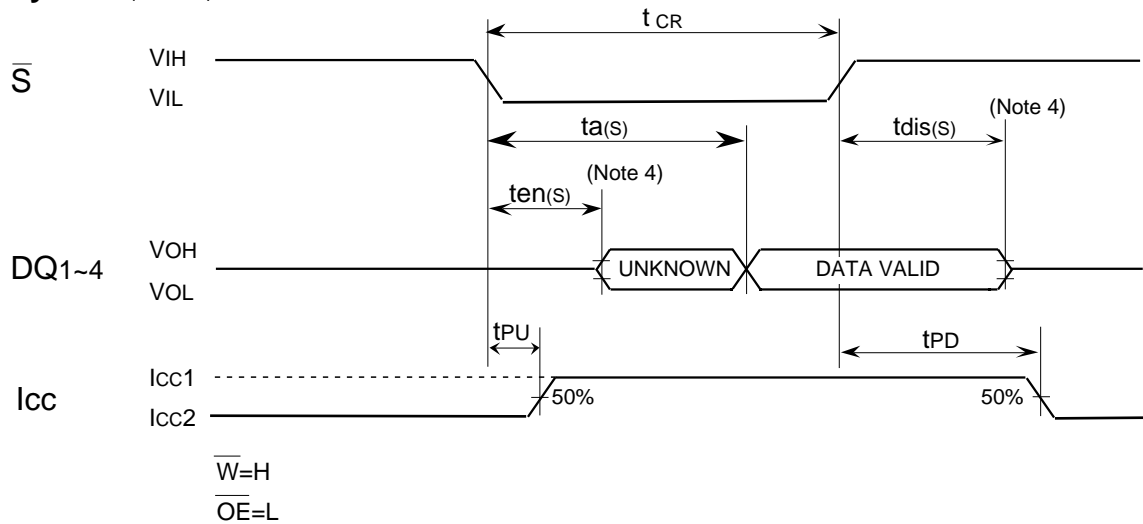 t CR
S
VIH
VIL
(Note 4)
ta(S)
tdis(S)
(Note 4)
ten(S)
DQ1~4
VOH
VOL
UNKNOWN
DATA VALID
tPU
tPD
Icc
Icc1
Icc2
50%
50%
W=H
OE=L